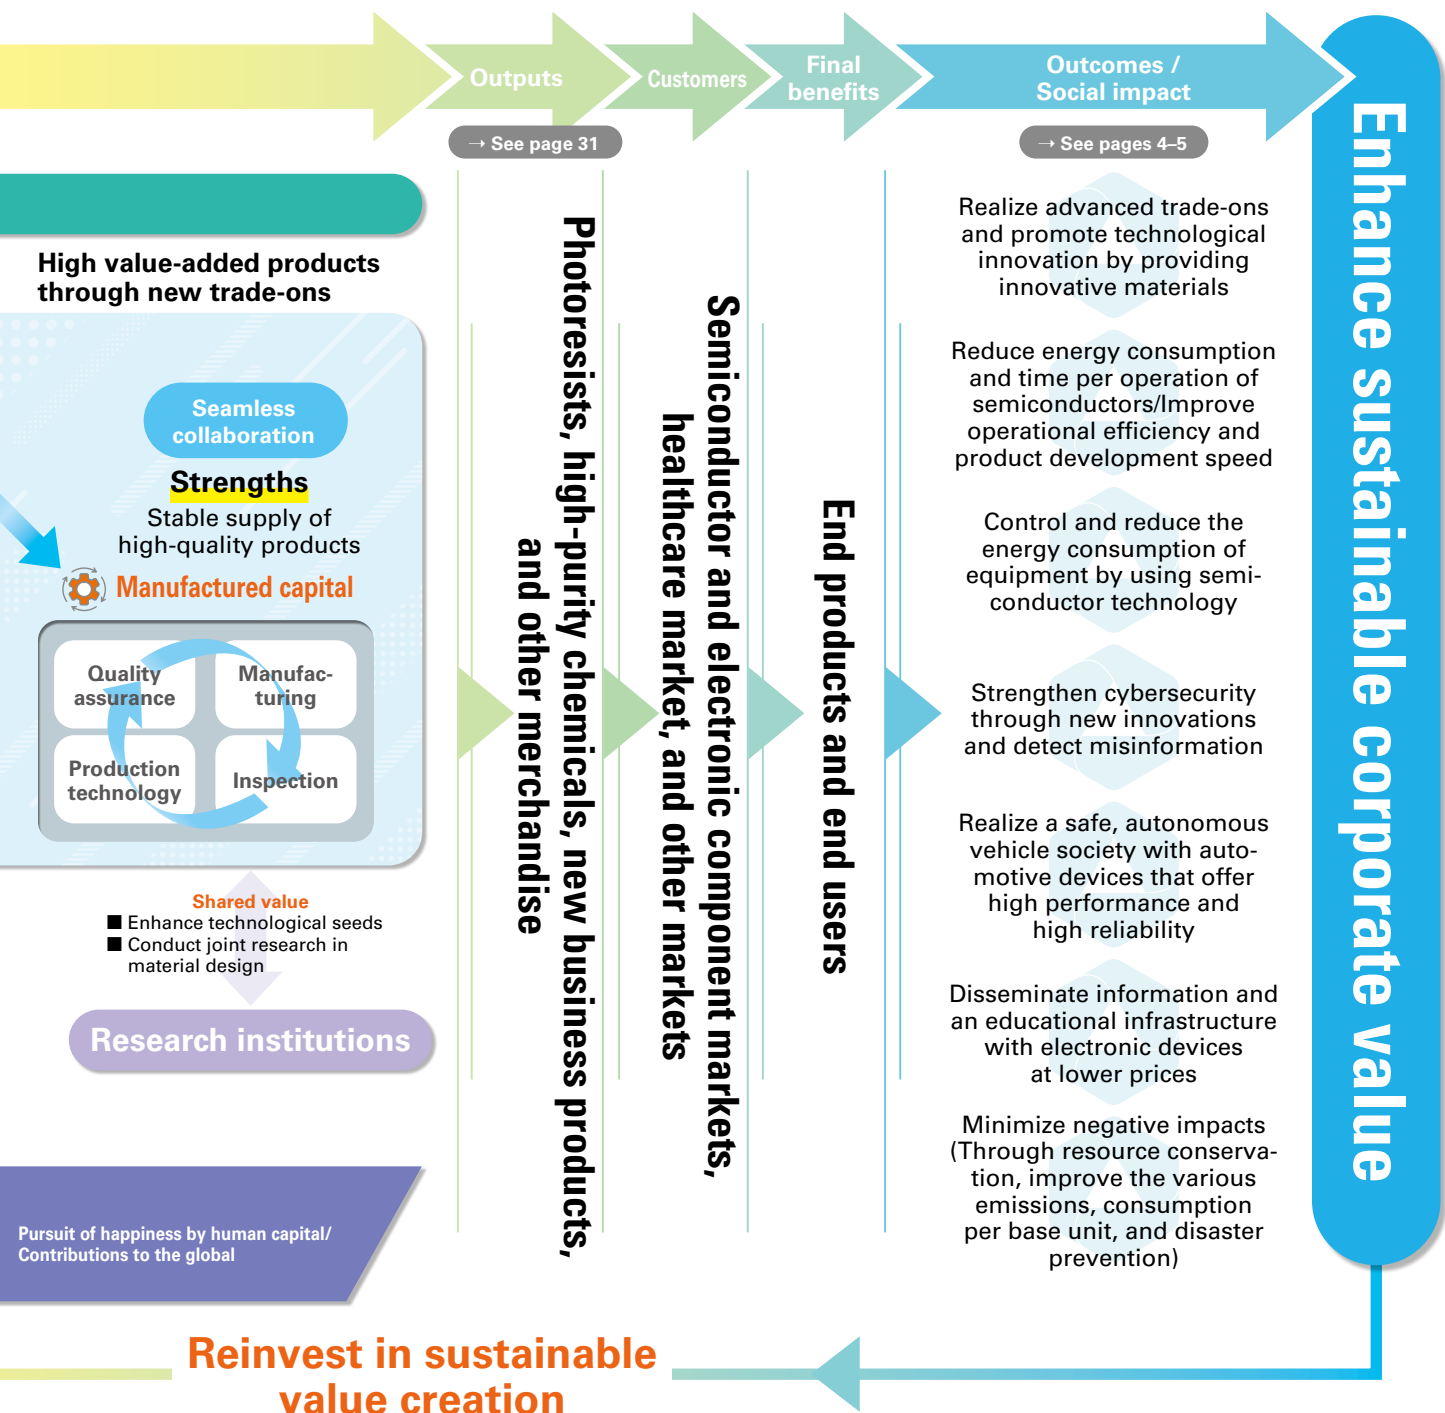 Outputs
Customers
Final
benefits
Outcomes /
Social impact
→ See page 31
→ See pages 4–5
High value-added products
through new trade-ons
Seamless
collaboration
Strengths
Stable supply of
high-quality products
Manufactured capital
Quality
assurance
Manufac-
turing
Production
technology
Inspection
Shared value
■ Enhance technological seeds
■ Conduct joint research in
material design
Research institutions
Pursuit of happiness by human capital/
Contributions to the global
Photoresists, high-purity chemicals, new business products,
and other merchandise
Semiconductor and electronic component markets,
healthcare market, and other markets
End products and end users
Realize advanced trade-ons
and promote technological
innovation by providing
innovative materials
Reduce energy consumption
and time per operation of
semiconductors/Improve
operational efficiency and
product development speed
Control and reduce the
energy consumption of
equipment by using semi-
conductor technology
Strengthen cybersecurity
through new innovations
and detect misinformation
Realize a safe, autonomous
vehicle society with auto-
motive devices that offer
high performance and
high reliability
Disseminate information and
an educational infrastructure
with electronic devices
at lower prices
Minimize negative impacts
(Through resource conserva-
tion, improve the various
emissions, consumption
per base unit, and disaster
prevention)
Enhance sustainable corporate value
Reinvest in sustainable
value creation